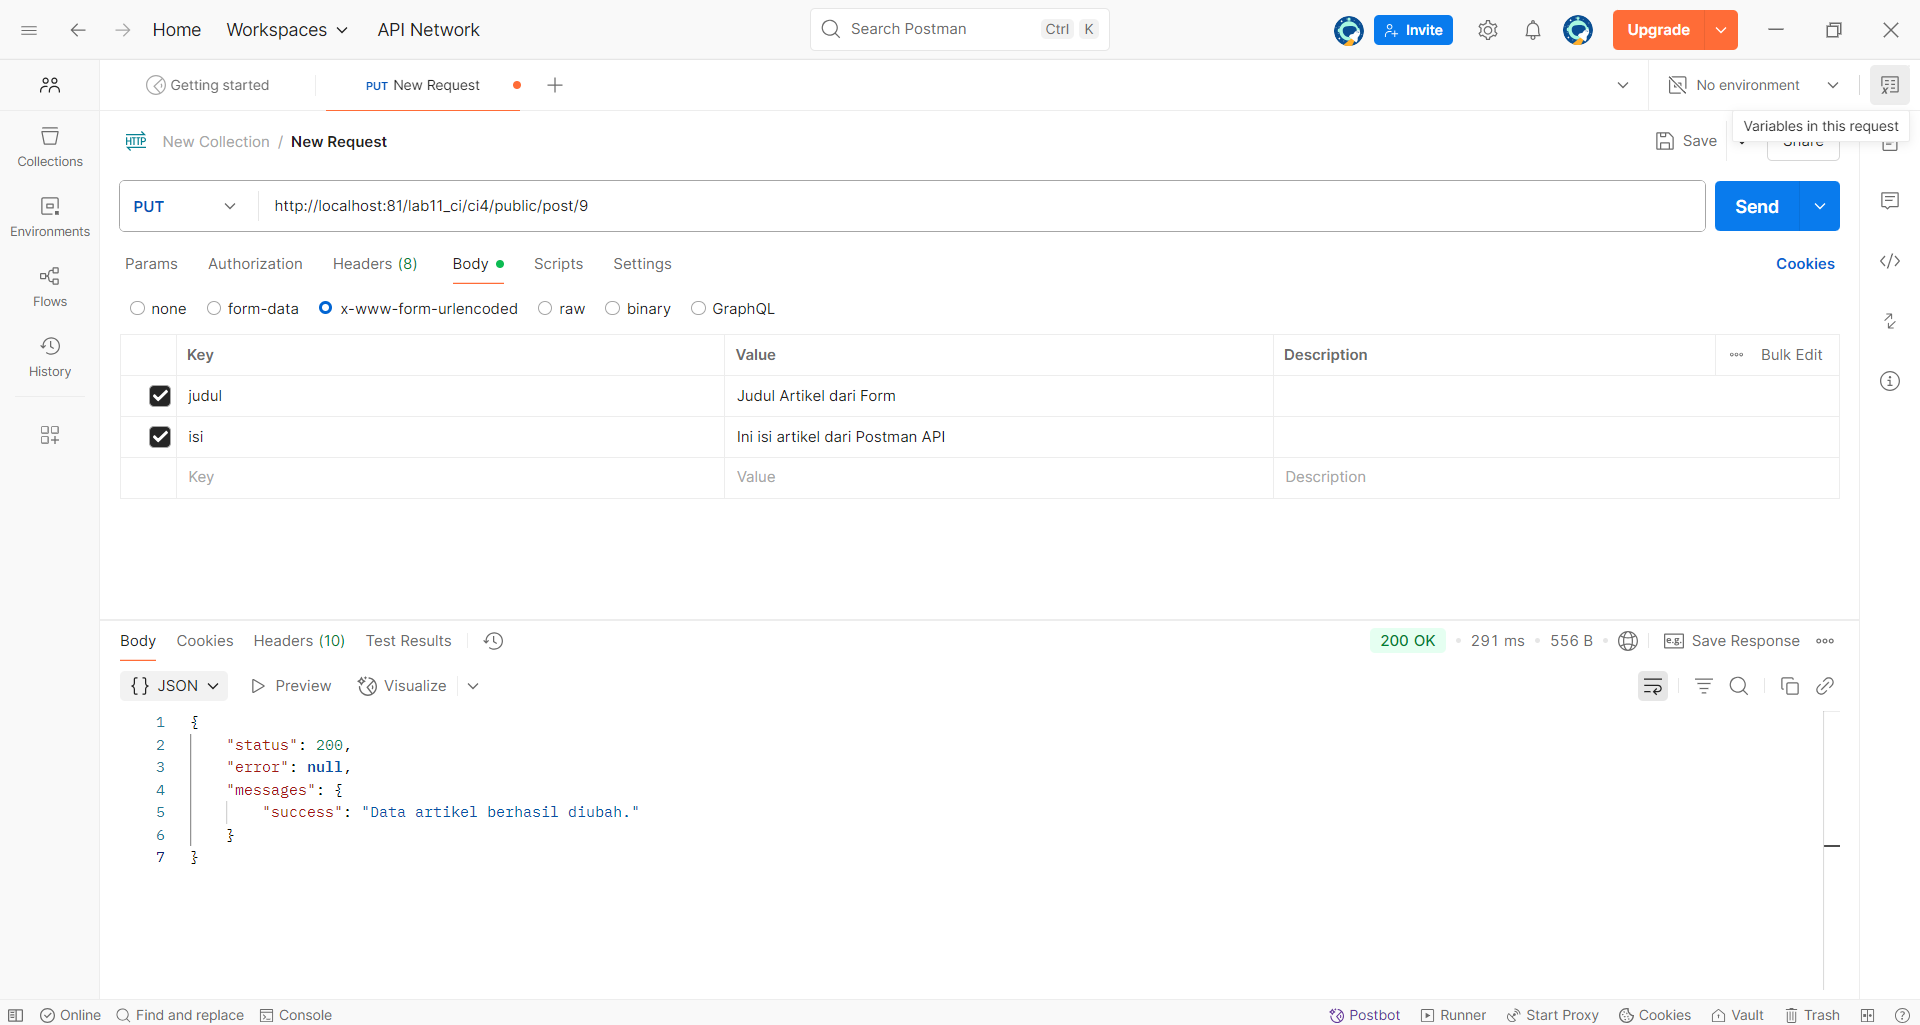 Home Workspaces API Network Search Postman Ctrl K Invite Upgrade
Getting started PUT New Request No environment
Variables in this request
HTTP New Collection / New Request Save
PUT http://localhost:81/lab11_ci/ci4/public/post/9 Send
Params Authorization Headers (8) Body Scripts Settings Cookies
none form-data x-www-form-urlencoded raw binary GraphQL
Key Value Description Bulk Edit
judul Judul Artikel dari Form
isi Ini isi artikel dari Postman API
Key Value Description
Collections
Environments
Flows
History
Body Cookies Headers (10) Test Results 200 OK 291 ms 556 B e.g. Save Response
{} JSON Preview Visualize
1 {
2 "status": 200,
3 "error": null,
4 "messages": {
5 "success": "Data artikel berhasil diubah."
6 }
7 }
Online Find and replace Console Postbot Runner Start Proxy Cookies Vault Trash